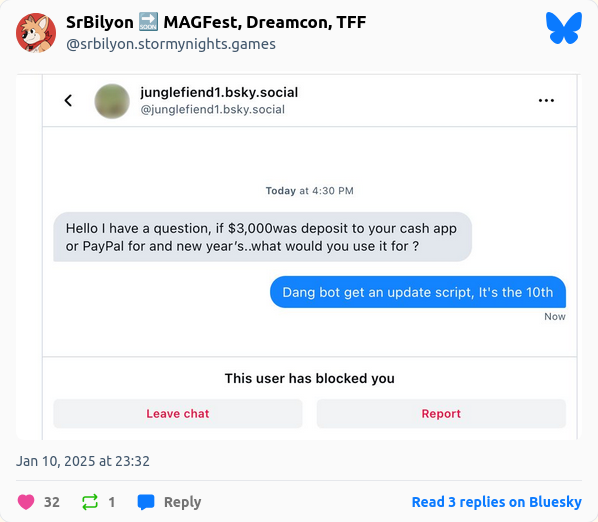 SrBilyon 🔜 MAGFest, Dreamcon, TFF
@srbilyon.stormynights.games
junglefiend1.bsky.social
@junglefiend1.bsky.social
Today at 4:30 PM
Hello I have a question, if $3,000was deposit to your cash app
or PayPal for and new year's..what would you use it for ?
Dang bot get an update script, It's the 10th
Now
This user has blocked you
Leave chat
Report
Jan 10, 2025 at 23:32
32
1
Reply
Read 3 replies on Bluesky